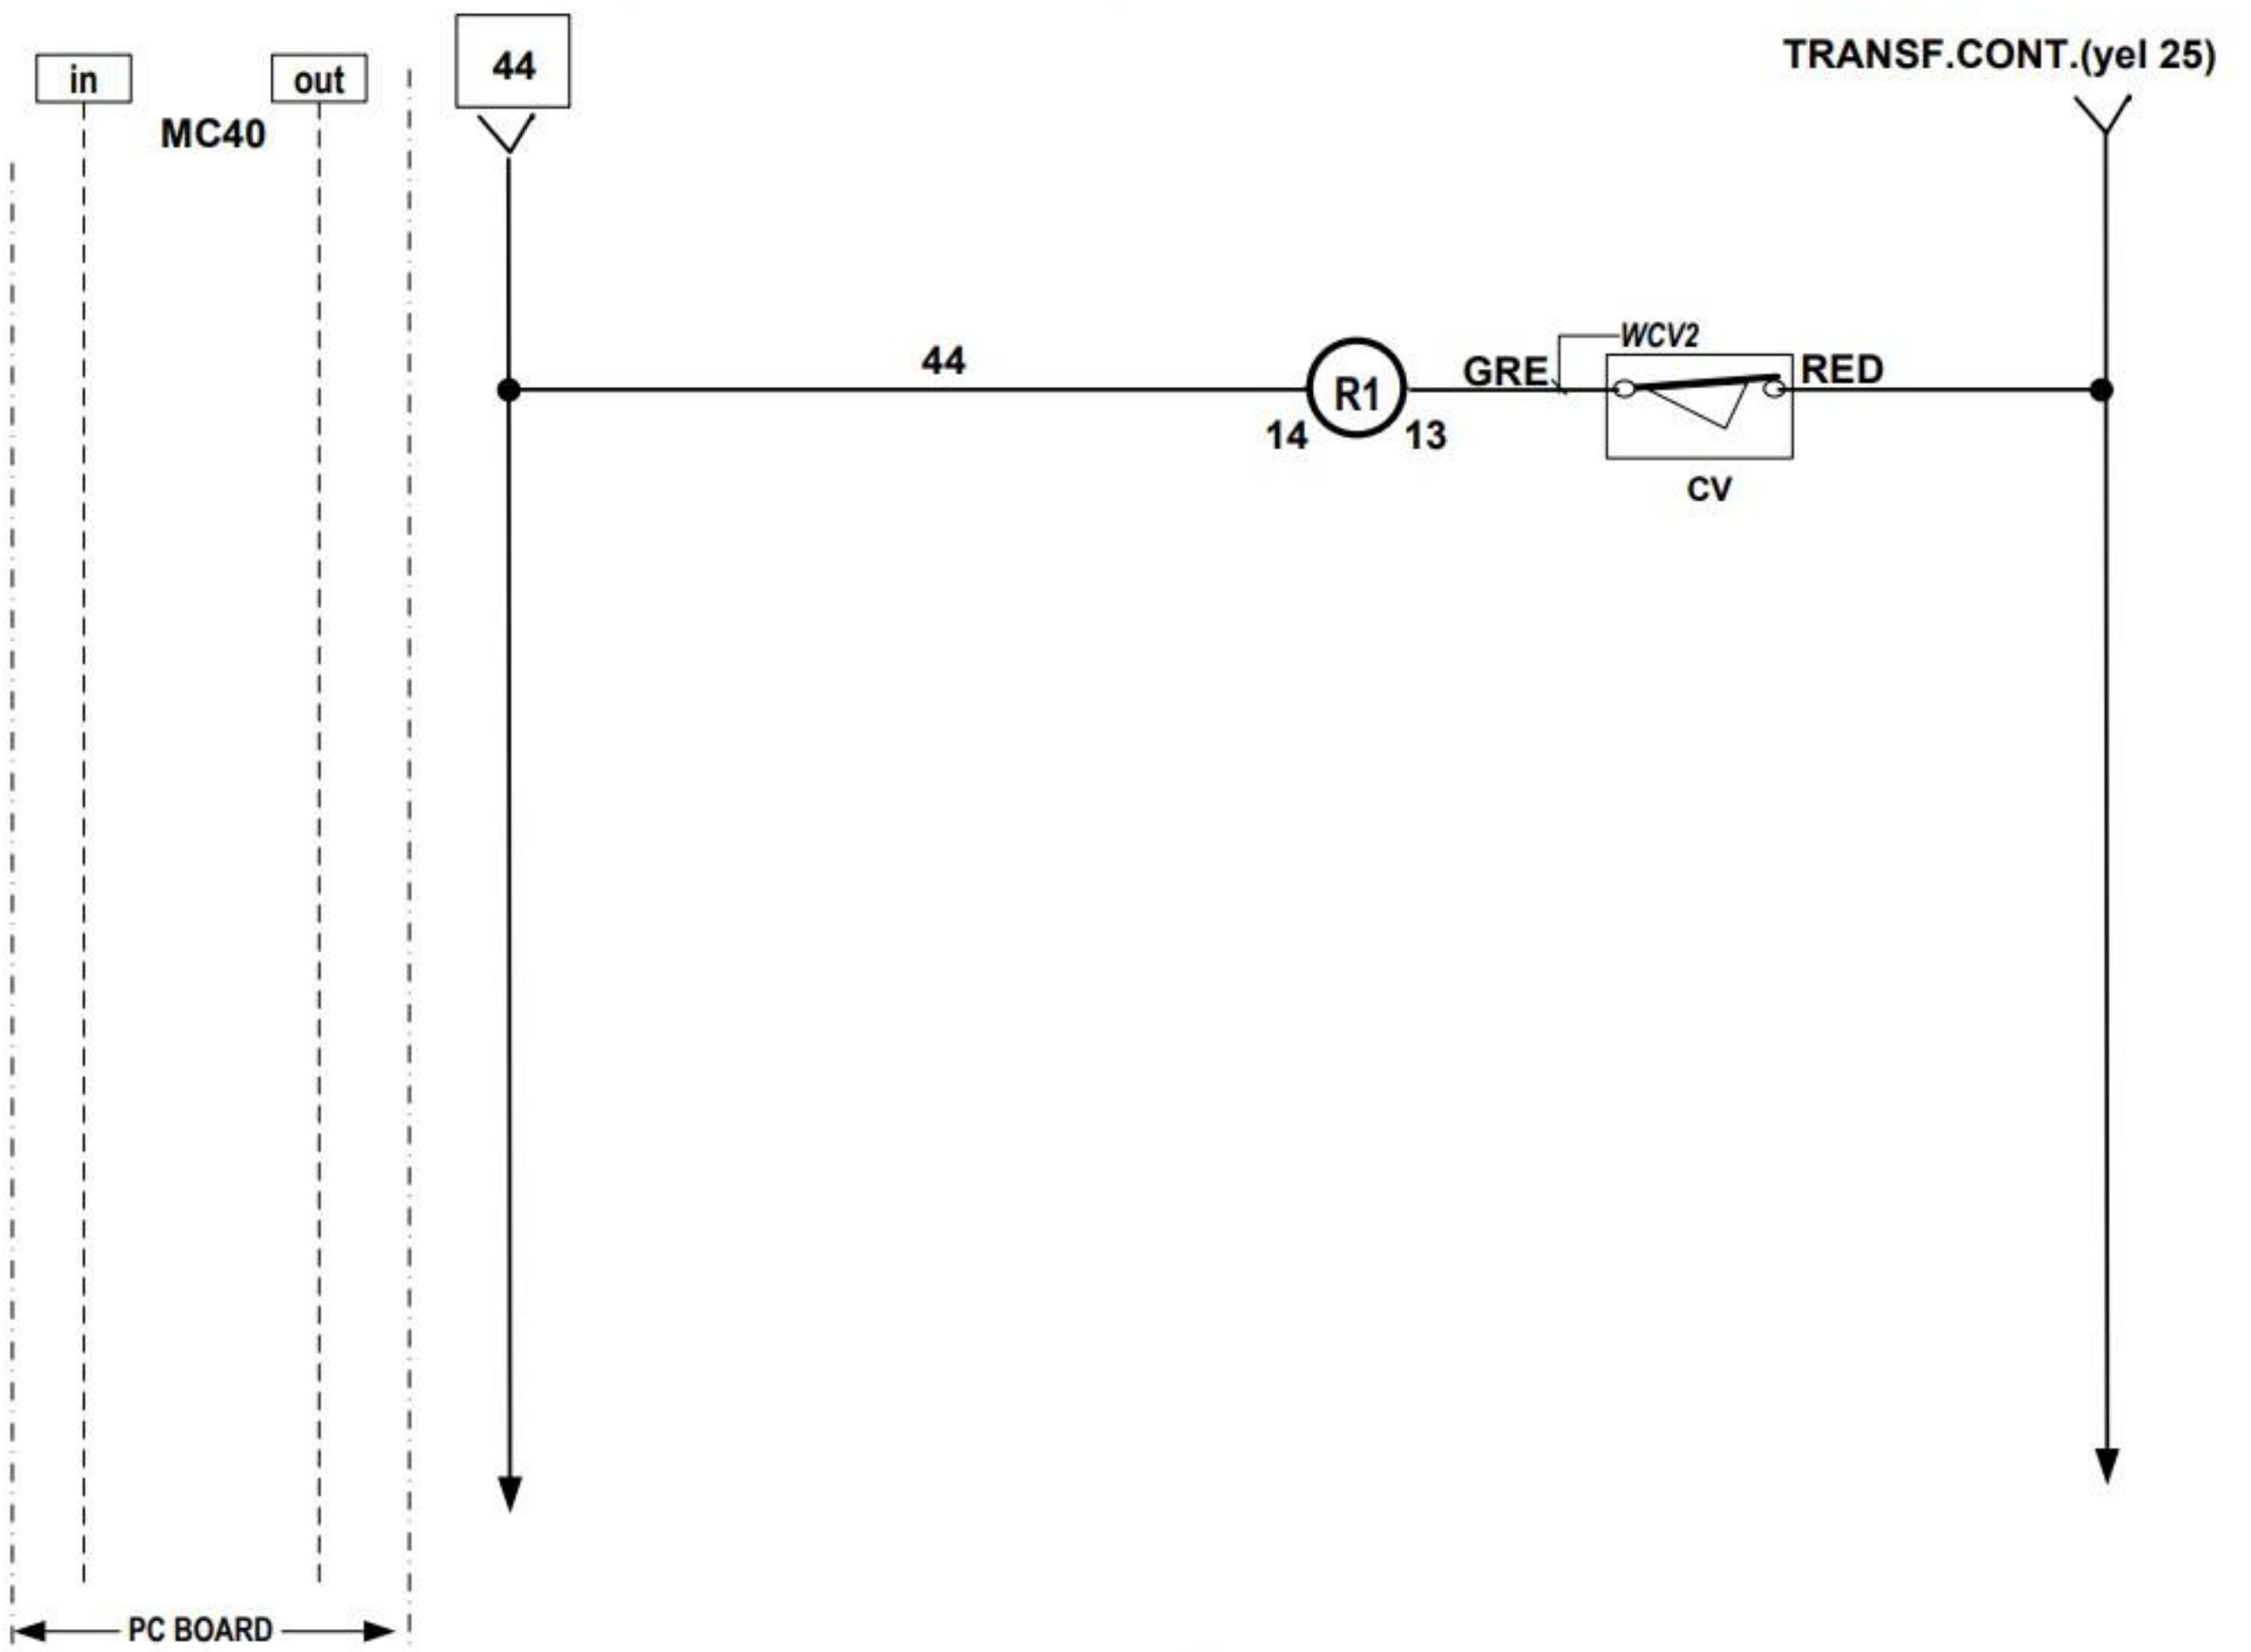 44
TRANSF.CONT.(yel 25)
in
out
MC40
WCV2
44
GRE
RED
R1
14
13
CV
PC BOARD